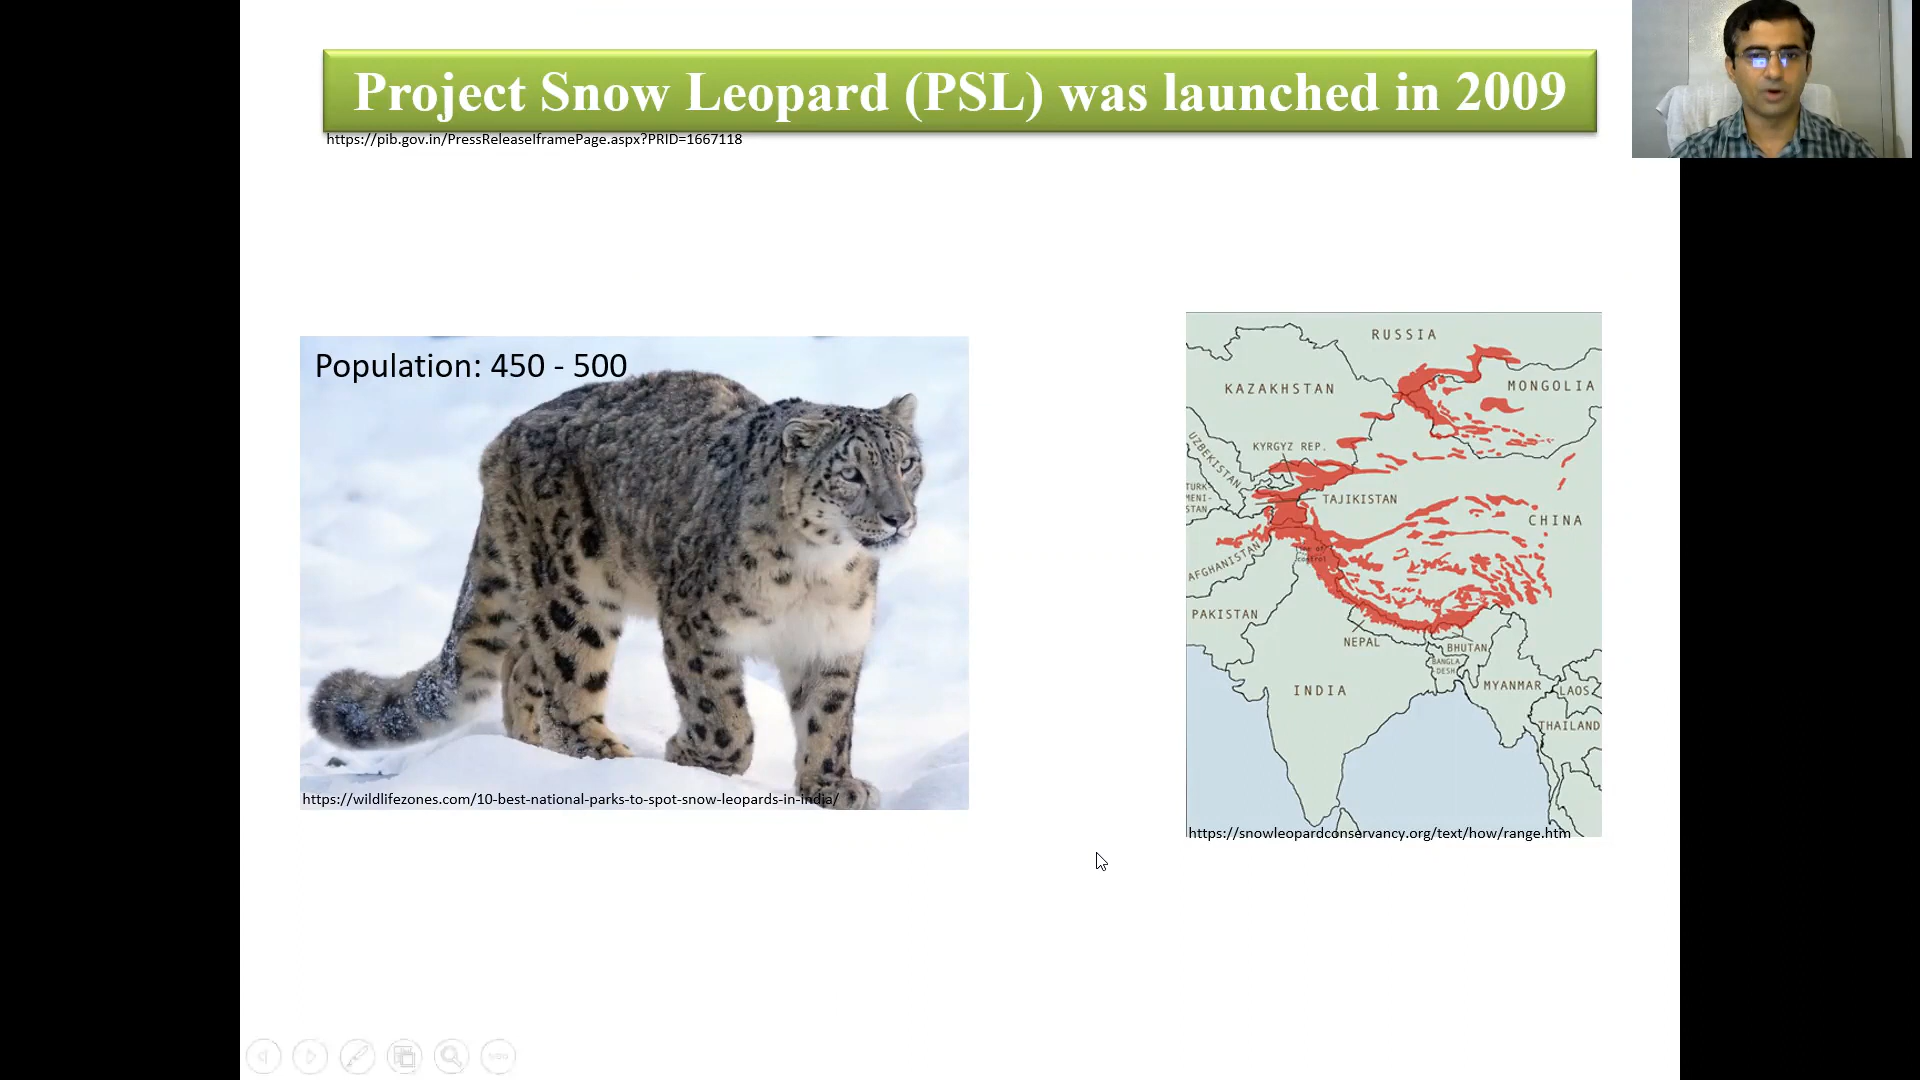 Project Snow Leopard (PSL) was launched in 2009
https://pib.gov.in/PressReleaseIframePage.aspx?PRID=1667118
Population: 450 - 500
https://wildlifezones.com/10-best-national-parks-to-spot-snow-leopards-in-india/
RUSSIA
KAZAKHSTAN
MONGOLIA
UZBEKISTAN
KYRGYZ REP.
TURK-
MENI-
STAN
TAJIKISTAN
CHINA
AFGHANISTAN
control
PAKISTAN
NEPAL
BHUTAN
BANGLA
DESH
INDIA
MYANMAR
LAOS
THAILAND
https://snowleopardconservancy.org/text/how/range.htm